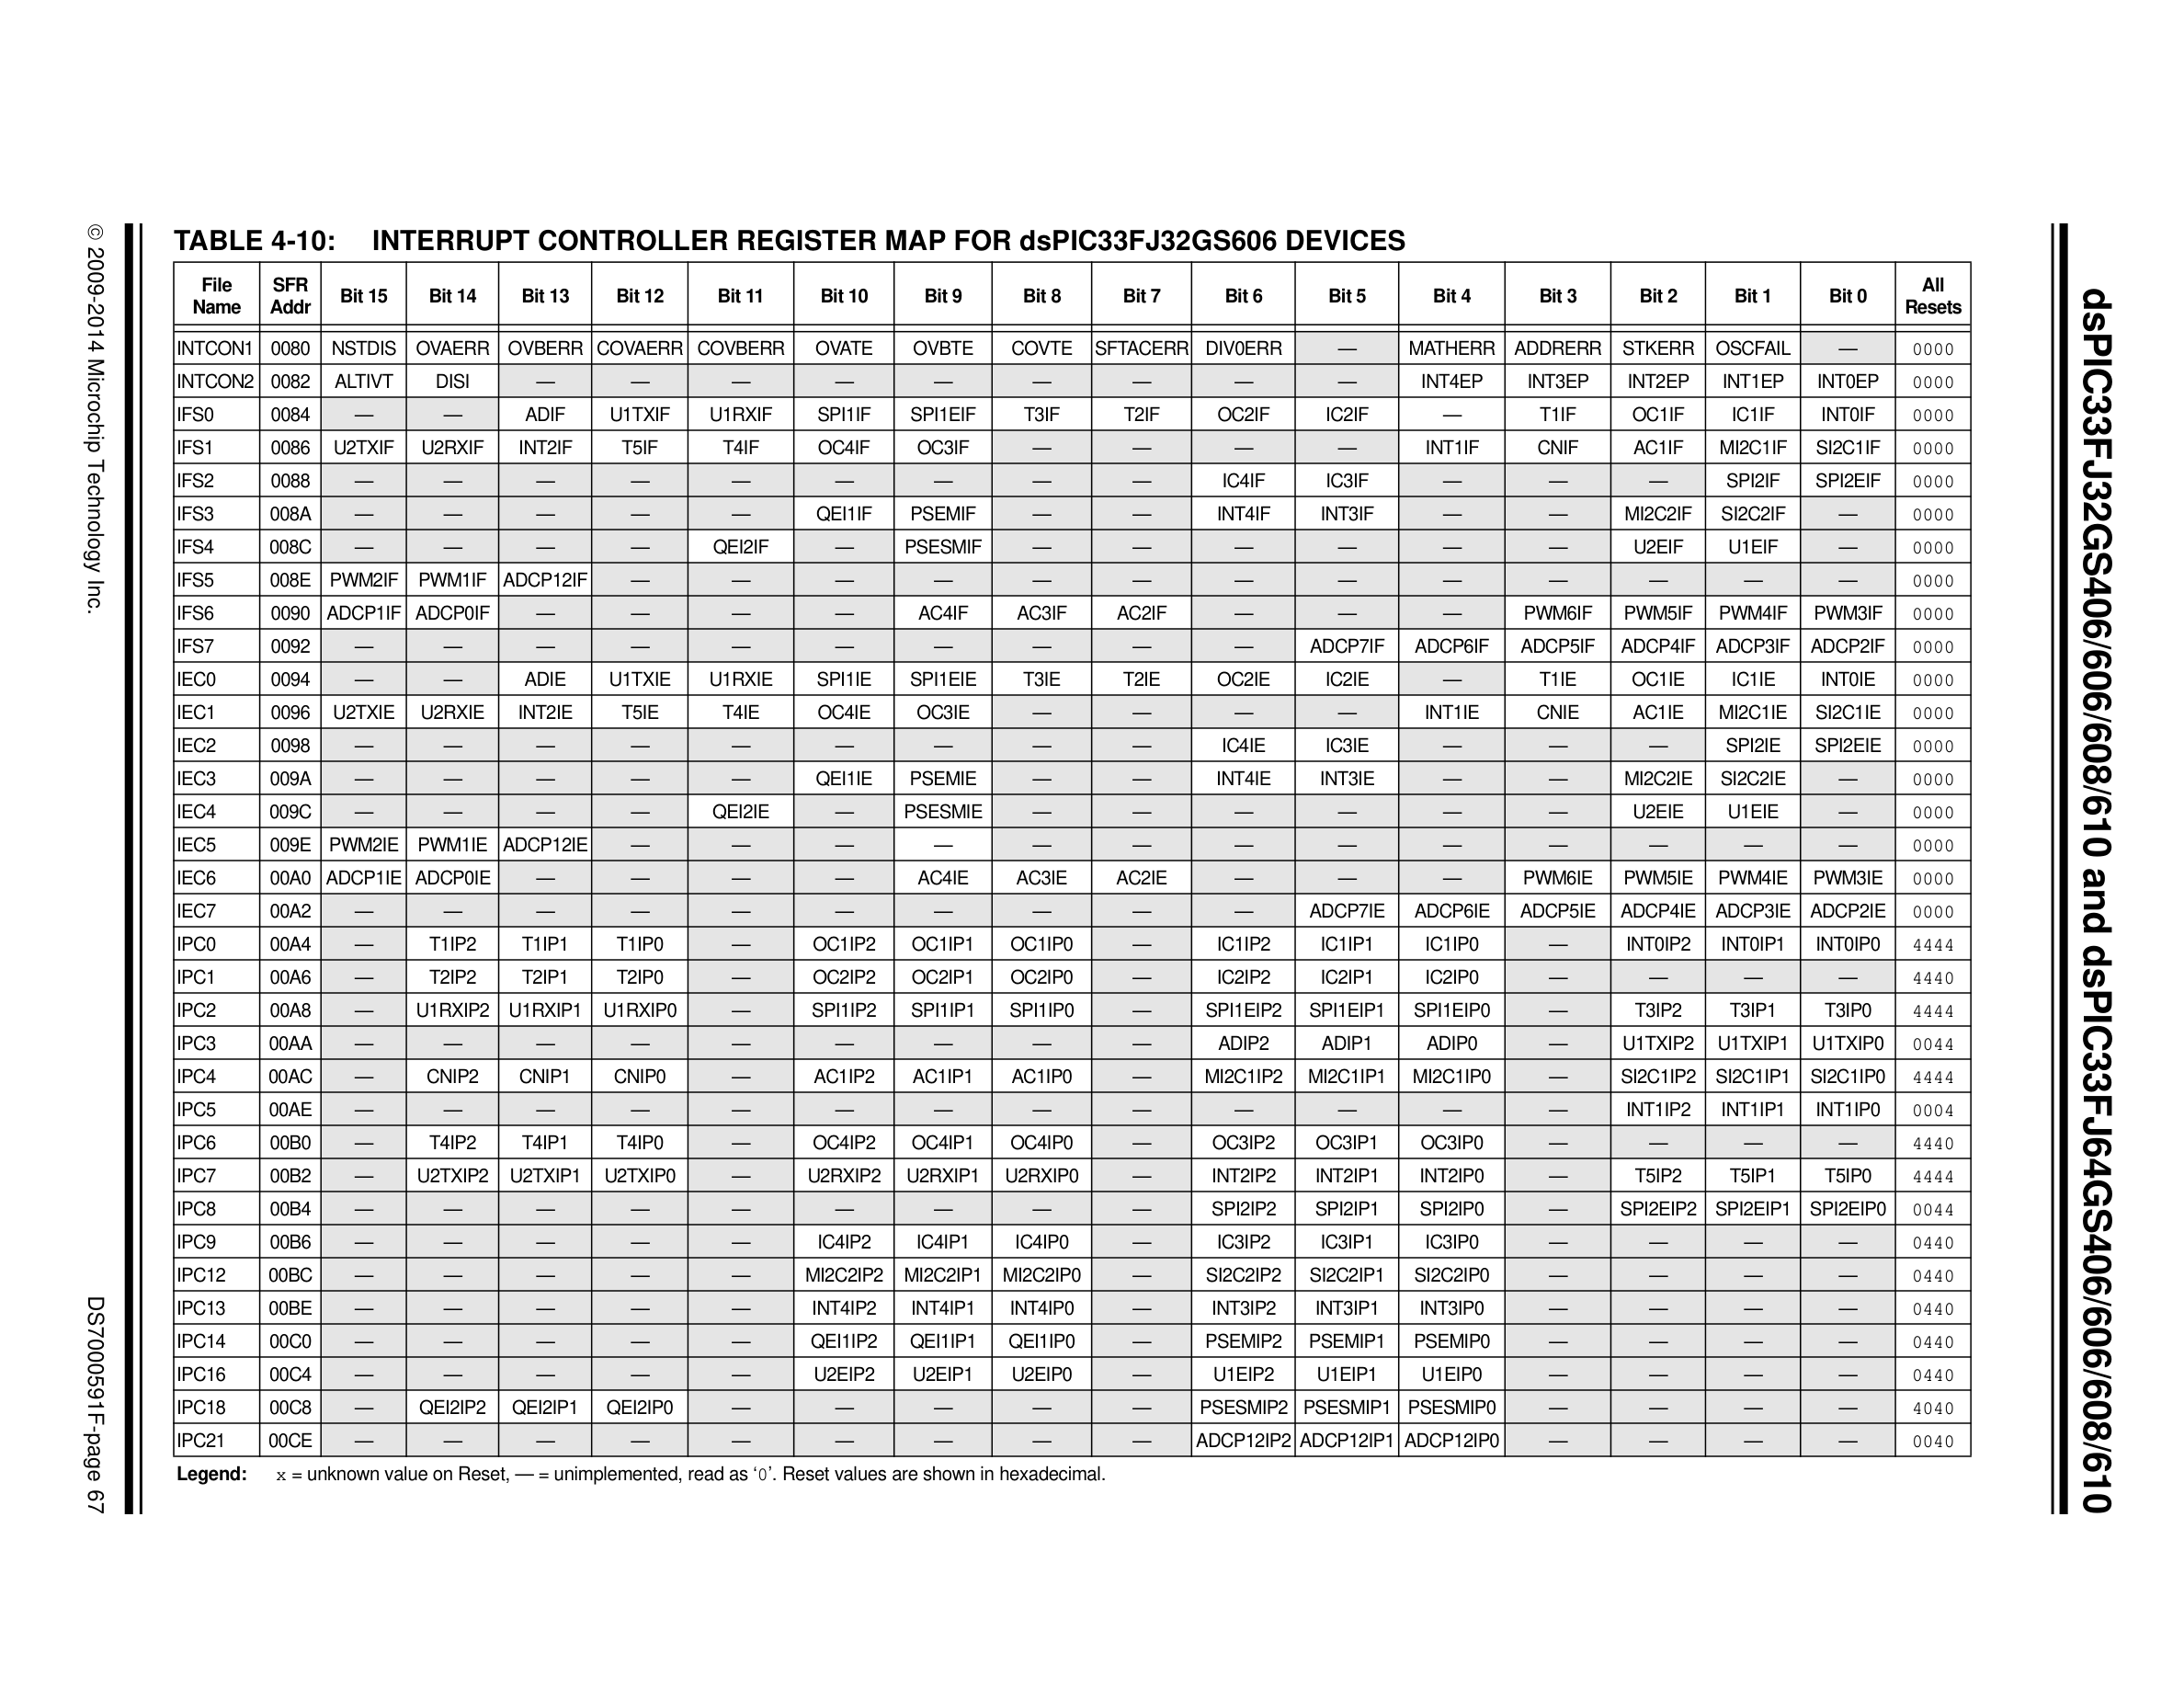 TABLE 4-10: INTERRUPT CONTROLLER REGISTER MAP FOR dsPIC33FJ32GS606 DEVICES
File Name SFR Addr Bit 15 Bit 14 Bit 13 Bit 12 Bit 11 Bit 10 Bit 9 Bit 8 Bit 7 Bit 6 Bit 5 Bit 4 Bit 3 Bit 2 Bit 1 Bit 0 All Resets
INTCON1 0080 NSTDIS OVAERR OVBERR COVAERR COVBERR OVATE OVBTE COVTE SFTACERR DIV0ERR — MATHERR ADDRERR STKERR OSCFAIL — 0000
INTCON2 0082 ALTIVT DISI — — — — — — — — — INT4EP INT3EP INT2EP INT1EP INT0EP 0000
IFS0 0084 — — ADIF U1TXIF U1RXIF SPI1IF SPI1EIF T3IF T2IF OC2IF IC2IF — T1IF OC1IF IC1IF INT0IF 0000
IFS1 0086 U2TXIF U2RXIF INT2IF T5IF T4IF OC4IF OC3IF — — — — INT1IF CNIF AC1IF MI2C1IF SI2C1IF 0000
IFS2 0088 — — — — — — — — — IC4IF IC3IF — — — SPI2IF SPI2EIF 0000
IFS3 008A — — — — — QEI1IF PSEMIF — — INT4IF INT3IF — — MI2C2IF SI2C2IF — 0000
IFS4 008C — — — — QEI2IF — PSESMIF — — — — — — U2EIF U1EIF — 0000
IFS5 008E PWM2IF PWM1IF ADCP12IF — — — — — — — — — — — — — 0000
IFS6 0090 ADCP1IF ADCP0IF — — — — AC4IF AC3IF AC2IF — — — PWM6IF PWM5IF PWM4IF PWM3IF 0000
IFS7 0092 — — — — — — — — — — ADCP7IF ADCP6IF ADCP5IF ADCP4IF ADCP3IF ADCP2IF 0000
IEC0 0094 — — ADIE U1TXIE U1RXIE SPI1IE SPI1EIE T3IE T2IE OC2IE IC2IE — T1IE OC1IE IC1IE INT0IE 0000
IEC1 0096 U2TXIE U2RXIE INT2IE T5IE T4IE OC4IE OC3IE — — — — INT1IE CNIE AC1IE MI2C1IE SI2C1IE 0000
IEC2 0098 — — — — — — — — — IC4IE IC3IE — — — SPI2IE SPI2EIE 0000
IEC3 009A — — — — — QEI1IE PSEMIE — — INT4IE INT3IE — — MI2C2IE SI2C2IE — 0000
IEC4 009C — — — — QEI2IE — PSESMIE — — — — — — U2EIE U1EIE — 0000
IEC5 009E PWM2IE PWM1IE ADCP12IE — — — — — — — — — — — — — 0000
IEC6 00A0 ADCP1IE ADCP0IE — — — — AC4IE AC3IE AC2IE — — — PWM6IE PWM5IE PWM4IE PWM3IE 0000
IEC7 00A2 — — — — — — — — — — ADCP7IE ADCP6IE ADCP5IE ADCP4IE ADCP3IE ADCP2IE 0000
IPC0 00A4 — T1IP2 T1IP1 T1IP0 — OC1IP2 OC1IP1 OC1IP0 — IC1IP2 IC1IP1 IC1IP0 — INT0IP2 INT0IP1 INT0IP0 4444
IPC1 00A6 — T2IP2 T2IP1 T2IP0 — OC2IP2 OC2IP1 OC2IP0 — IC2IP2 IC2IP1 IC2IP0 — — — — 4440
IPC2 00A8 — U1RXIP2 U1RXIP1 U1RXIP0 — SPI1IP2 SPI1IP1 SPI1IP0 — SPI1EIP2 SPI1EIP1 SPI1EIP0 — T3IP2 T3IP1 T3IP0 4444
IPC3 00AA — — — — — — — — — ADIP2 ADIP1 ADIP0 — U1TXIP2 U1TXIP1 U1TXIP0 0044
IPC4 00AC — CNIP2 CNIP1 CNIP0 — AC1IP2 AC1IP1 AC1IP0 — MI2C1IP2 MI2C1IP1 MI2C1IP0 — SI2C1IP2 SI2C1IP1 SI2C1IP0 4444
IPC5 00AE — — — — — — — — — — — — — INT1IP2 INT1IP1 INT1IP0 0004
IPC6 00B0 — T4IP2 T4IP1 T4IP0 — OC4IP2 OC4IP1 OC4IP0 — OC3IP2 OC3IP1 OC3IP0 — — — — 4440
IPC7 00B2 — U2TXIP2 U2TXIP1 U2TXIP0 — U2RXIP2 U2RXIP1 U2RXIP0 — INT2IP2 INT2IP1 INT2IP0 — T5IP2 T5IP1 T5IP0 4444
IPC8 00B4 — — — — — — — — — SPI2IP2 SPI2IP1 SPI2IP0 — SPI2EIP2 SPI2EIP1 SPI2EIP0 0044
IPC9 00B6 — — — — — IC4IP2 IC4IP1 IC4IP0 — IC3IP2 IC3IP1 IC3IP0 — — — — 0440
IPC12 00BC — — — — — MI2C2IP2 MI2C2IP1 MI2C2IP0 — SI2C2IP2 SI2C2IP1 SI2C2IP0 — — — — 0440
IPC13 00BE — — — — — INT4IP2 INT4IP1 INT4IP0 — INT3IP2 INT3IP1 INT3IP0 — — — — 0440
IPC14 00C0 — — — — — QEI1IP2 QEI1IP1 QEI1IP0 — PSEMIP2 PSEMIP1 PSEMIP0 — — — — 0440
IPC16 00C4 — — — — — U2EIP2 U2EIP1 U2EIP0 — U1EIP2 U1EIP1 U1EIP0 — — — — 0440
IPC18 00C8 — QEI2IP2 QEI2IP1 QEI2IP0 — — — — — PSESMIP2 PSESMIP1 PSESMIP0 — — — — 4040
IPC21 00CE — — — — — — — — — ADCP12IP2 ADCP12IP1 ADCP12IP0 — — — — 0040
Legend: x = unknown value on Reset, — = unimplemented, read as ‘0’. Reset values are shown in hexadecimal.
© 2009-2014 Microchip Technology Inc.
DS70000591F-page 67
dsPIC33FJ32GS406/606/608/610 and dsPIC33FJ64GS406/606/608/610